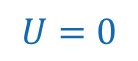 U = 0